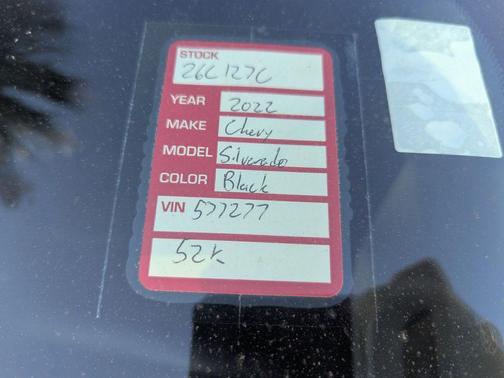 STOCK
26C127C
YEAR 2022
MAKE Chevy
MODEL Silverado
COLOR Black
VIN 577277
52K